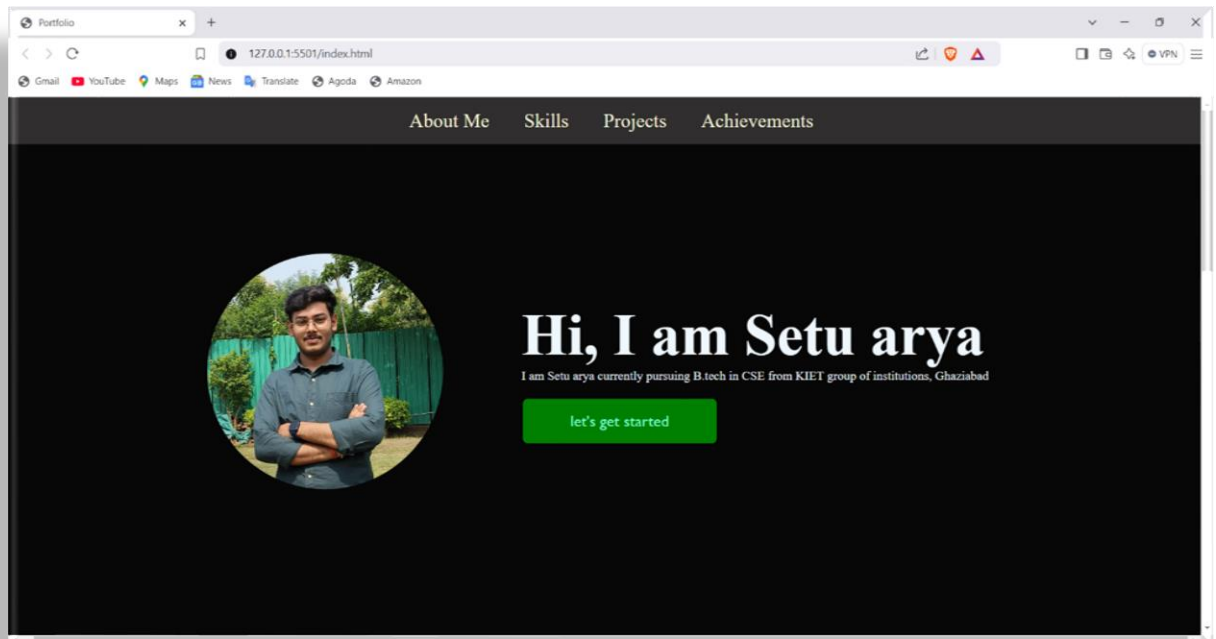 Portfolio
127.0.0.1:5501/index.html
VPN
Gmail YouTube Maps News Translate Agoda Amazon
About Me Skills Projects Achievements
Hi, I am Setu arya
I am Setu arya currently pursuing B.tech in CSE from KIET group of institutions, Ghaziabad
let's get started